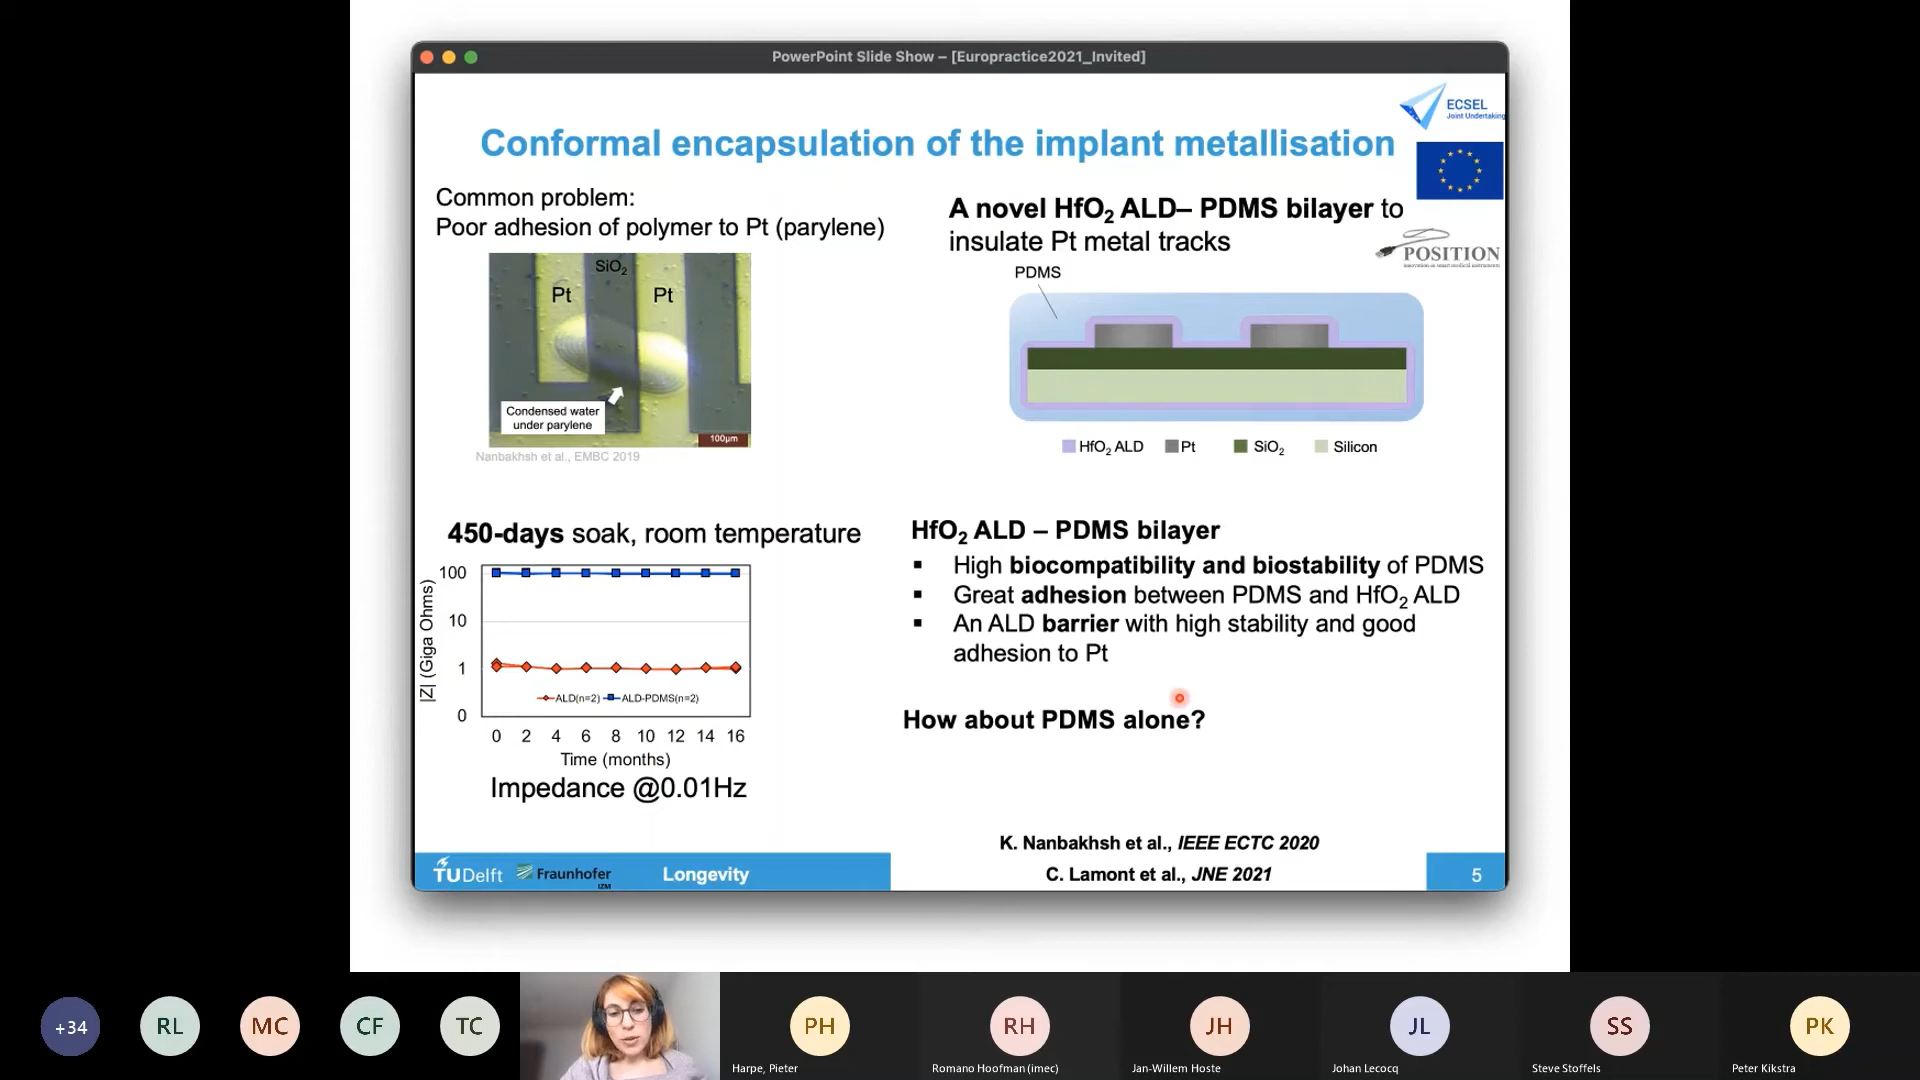 PowerPoint Slide Show – [Europractice2021_Invited]
ECSEL
Joint Undertaking
Conformal encapsulation of the implant metallisation
Common problem:
Poor adhesion of polymer to Pt (parylene)
SiO2
Pt
Pt
Condensed water
under parylene
100μm
Nanbakhsh et al., EMBC 2019
A novel HfO2 ALD– PDMS bilayer to
insulate Pt metal tracks
POSITION
PDMS
HfO2 ALD
Pt
SiO2
Silicon
450-days soak, room temperature
|Z| (Giga Ohms)
100
10
1
0
ALD(n=2)
ALD-PDMS(n=2)
0 2 4 6 8 10 12 14 16
Time (months)
Impedance @0.01Hz
HfO2 ALD – PDMS bilayer
▪ High biocompatibility and biostability of PDMS
▪ Great adhesion between PDMS and HfO2 ALD
▪ An ALD barrier with high stability and good
adhesion to Pt
How about PDMS alone?
K. Nanbakhsh et al., IEEE ECTC 2020
C. Lamont et al., JNE 2021
TUDelft
Fraunhofer
IZM
Longevity
5
+34
RL
MC
CF
TC
PH
Harpe, Pieter
RH
Romano Hoofman (imec)
JH
Jan-Willem Hoste
JL
Johan Lecocq
SS
Steve Stoffels
PK
Peter Kikstra